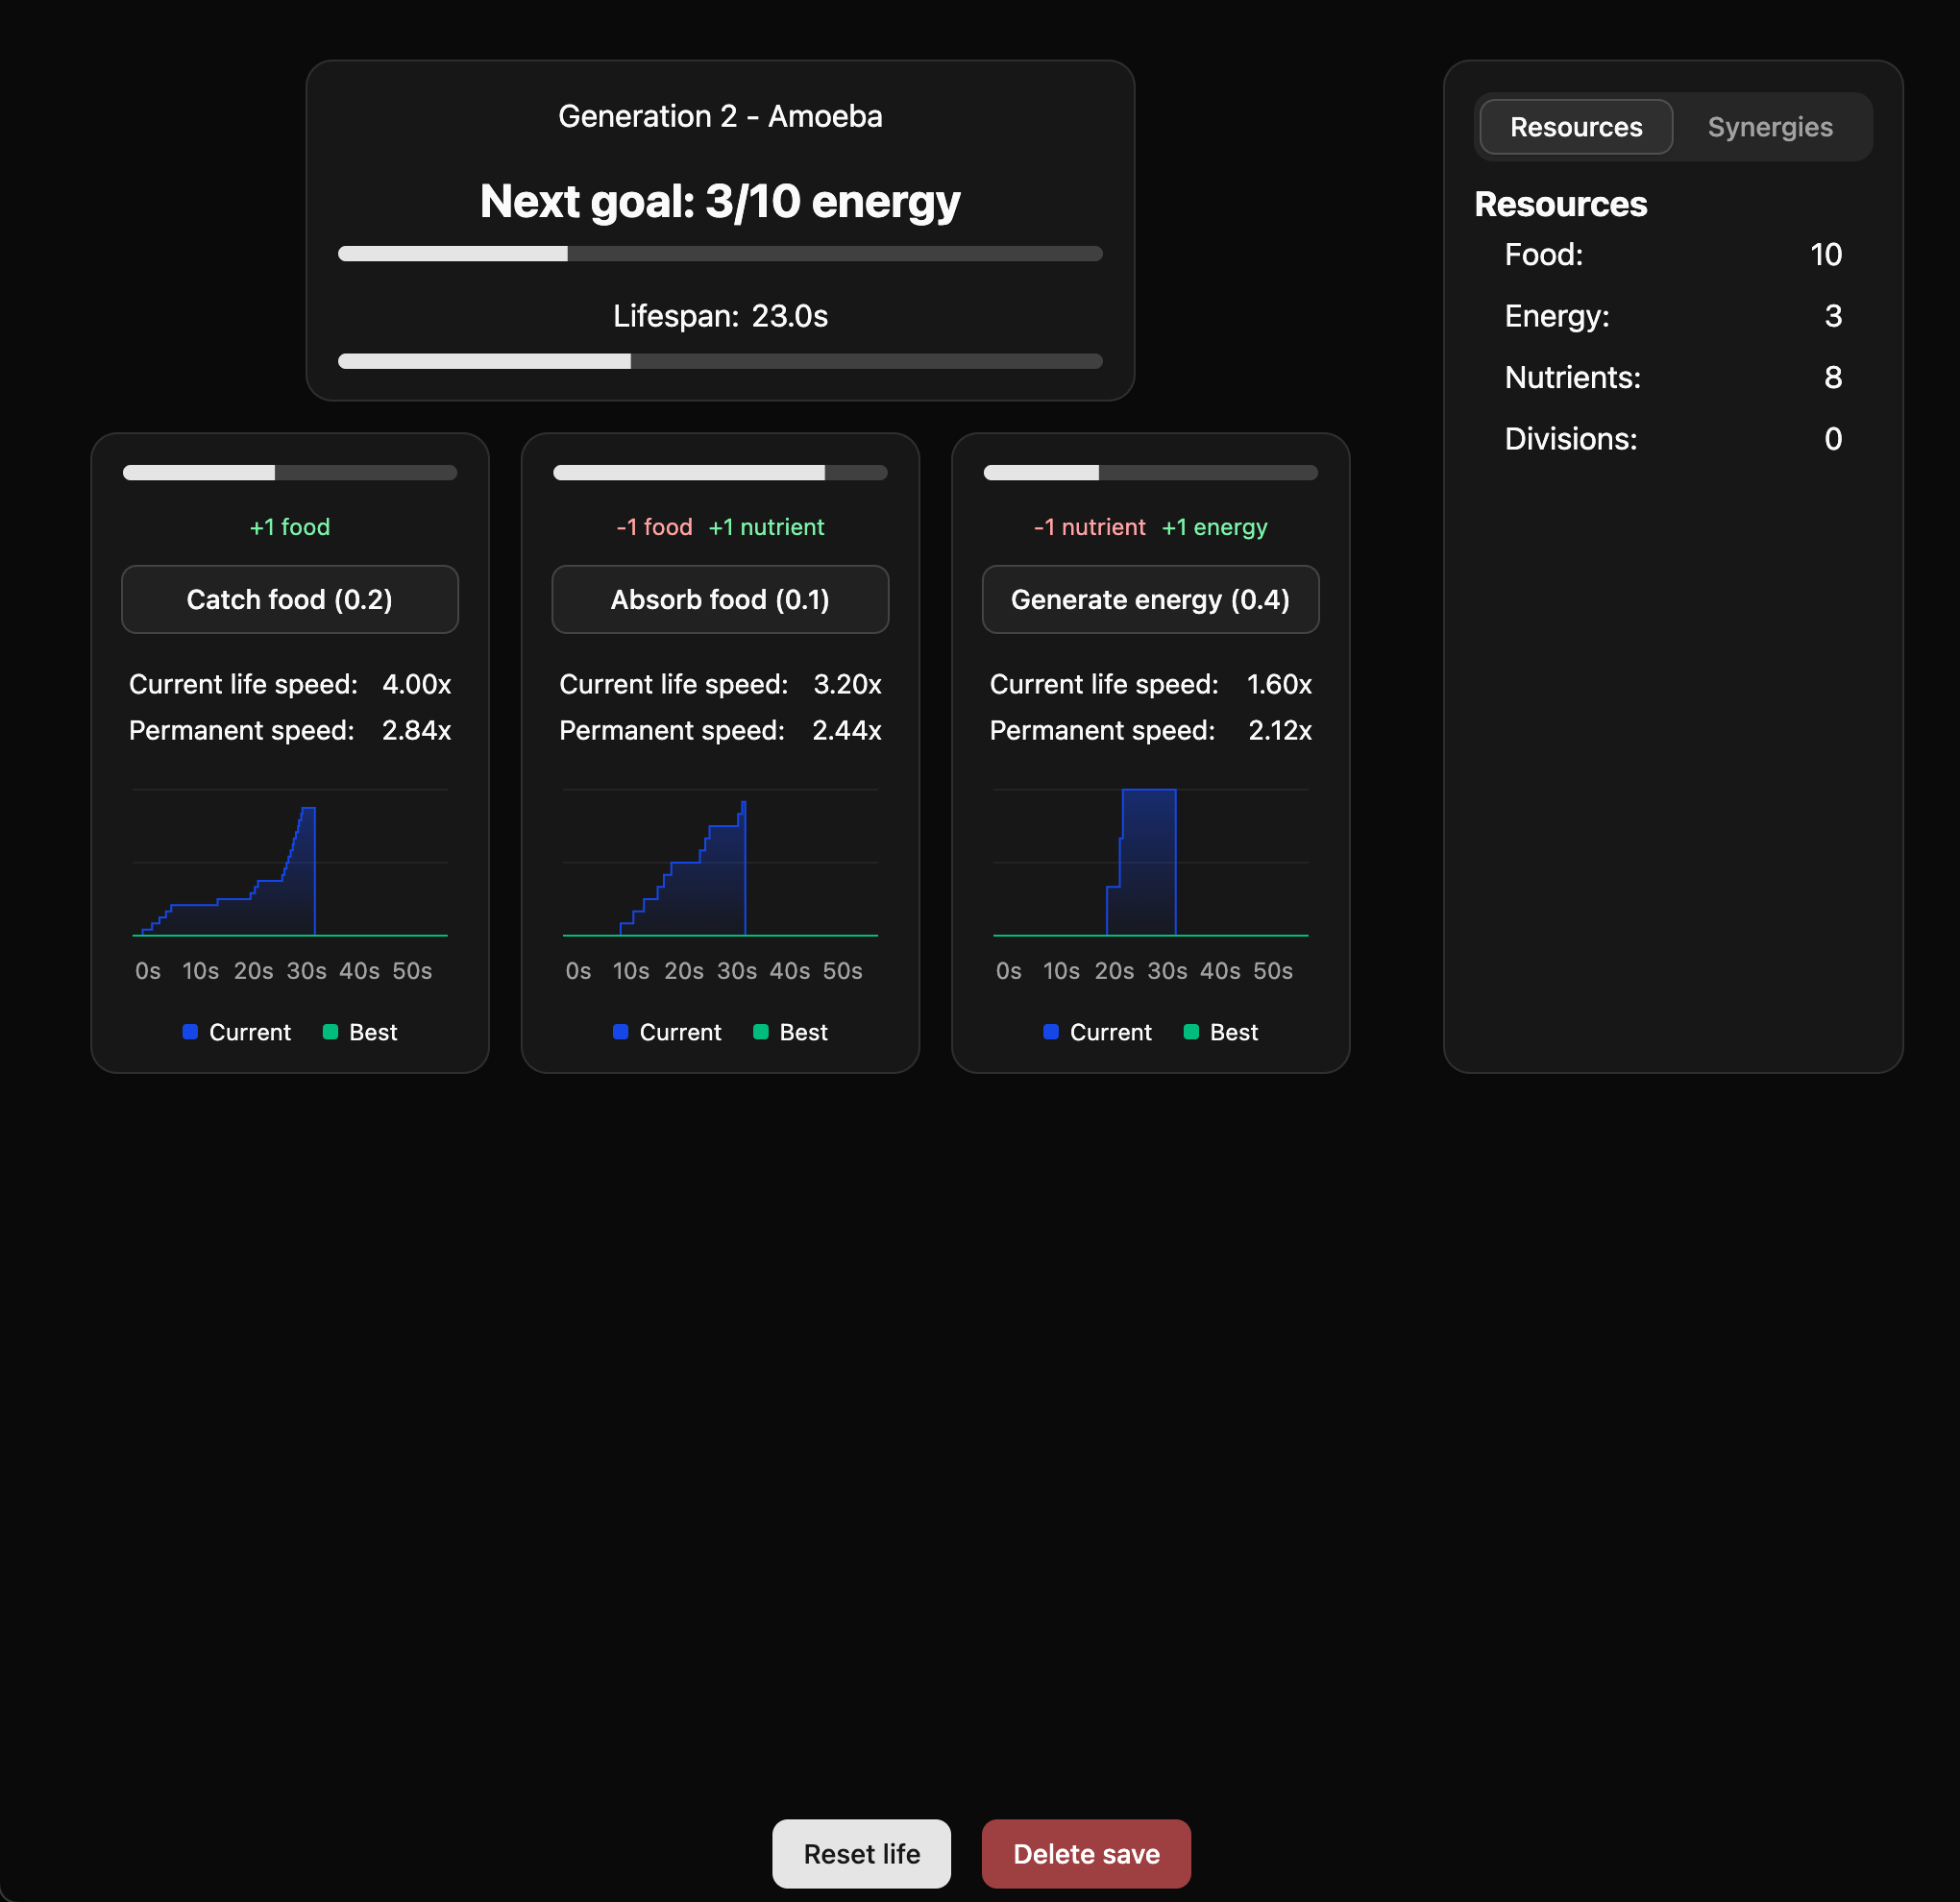 Generation 2 - Amoeba
Next goal: 3/10 energy
Lifespan: 23.0s
+1 food
Catch food (0.2)
Current life speed: 4.00x
Permanent speed: 2.84x
0s 10s 20s 30s 40s 50s
Current Best
-1 food +1 nutrient
Absorb food (0.1)
Current life speed: 3.20x
Permanent speed: 2.44x
0s 10s 20s 30s 40s 50s
Current Best
-1 nutrient +1 energy
Generate energy (0.4)
Current life speed: 1.60x
Permanent speed: 2.12x
0s 10s 20s 30s 40s 50s
Current Best
Resources Synergies
Resources
Food: 10
Energy: 3
Nutrients: 8
Divisions: 0
Reset life
Delete save